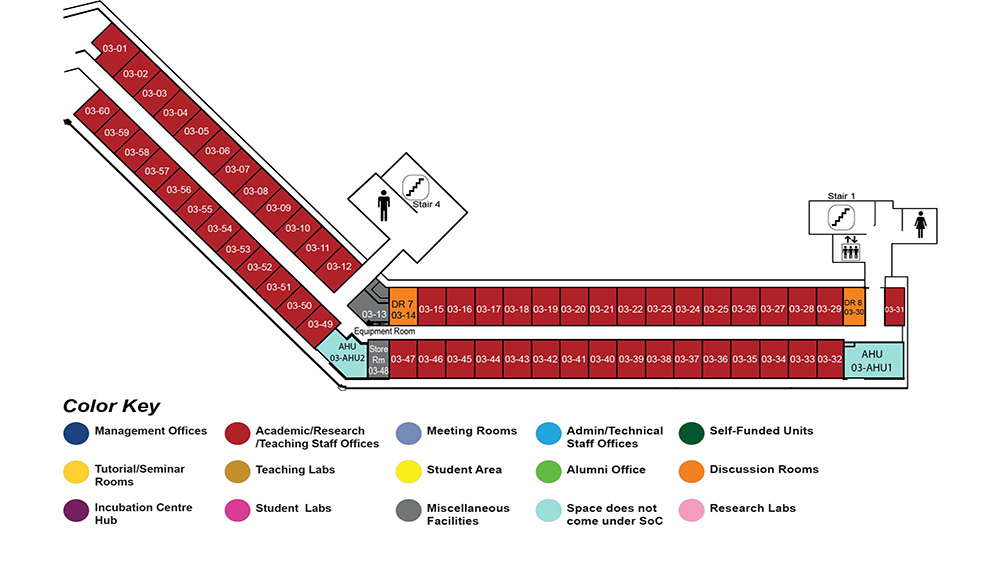 03-01
03-02
03-03
03-04
03-05
03-06
03-07
03-08
03-09
03-10
03-11
03-12
03-60
03-59
03-58
03-57
03-56
03-55
03-54
03-53
03-52
03-51
03-50
03-49
Stair 4
Stair 1
03-13
DR 7
03-14
03-15
03-16
03-17
03-18
03-19
03-20
03-21
03-22
03-23
03-24
03-25
03-26
03-27
03-28
03-29
DR 8
03-30
03-31
Equipment Room
AHU
03-AHU2
Store
Rm
03-48
03-47
03-46
03-45
03-44
03-43
03-42
03-41
03-40
03-39
03-38
03-37
03-36
03-35
03-34
03-33
03-32
AHU
03-AHU1
Color Key
Management Offices
Academic/Research
/Teaching Staff Offices
Meeting Rooms
Admin/Technical
Staff Offices
Self-Funded Units
Tutorial/Seminar
Rooms
Teaching Labs
Student Area
Alumni Office
Discussion Rooms
Incubation Centre
Hub
Student Labs
Miscellaneous
Facilities
Space does not
come under SoC
Research Labs